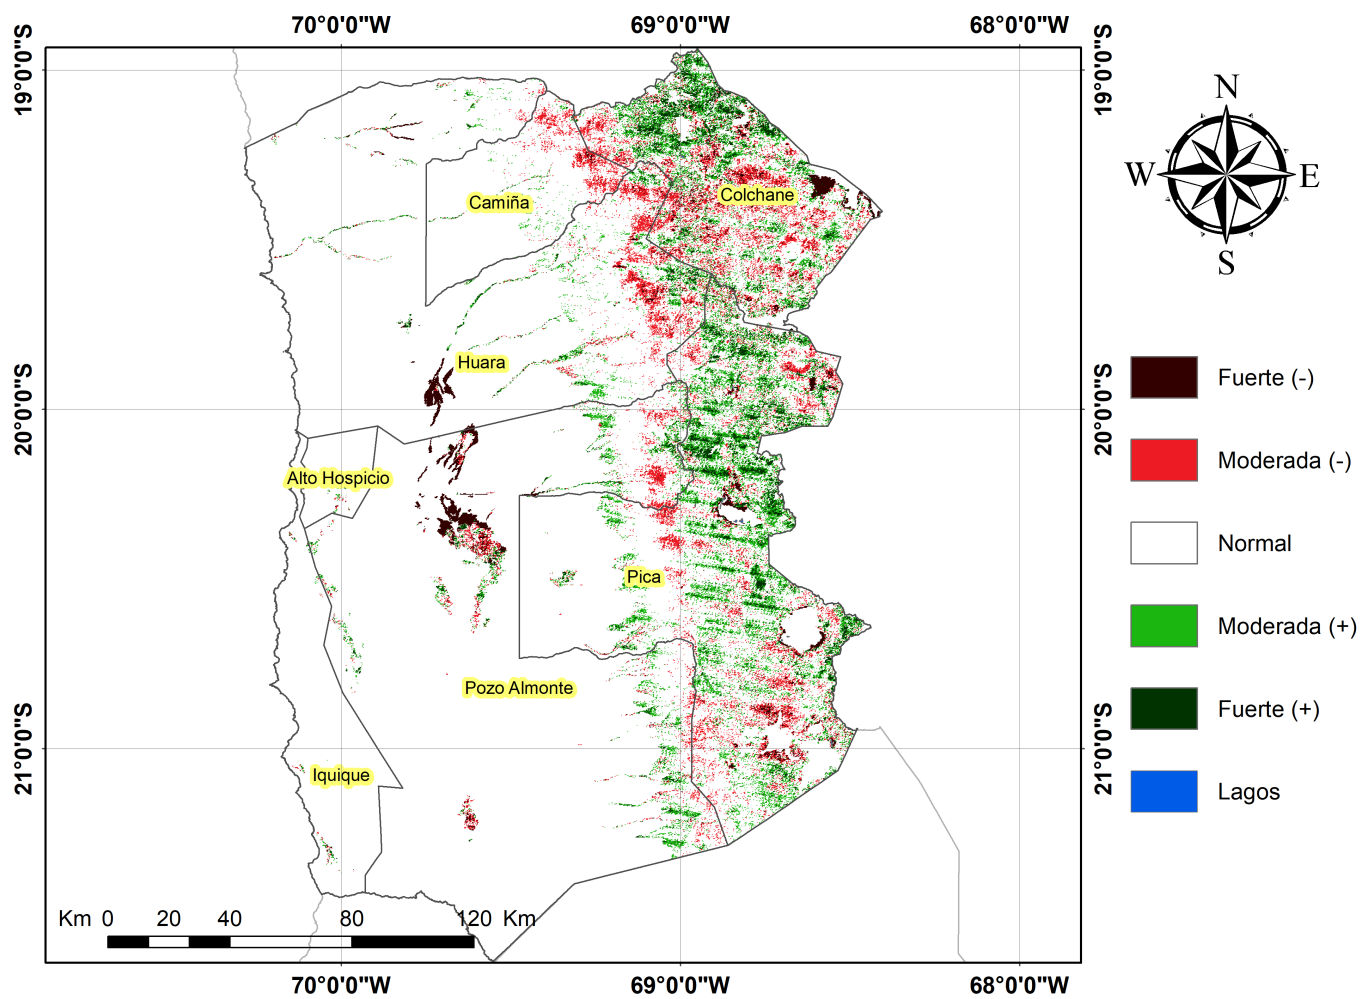 70°0'0"W 69°0'0"W 68°0'0"W
19°0'0"S 19°0'0"S
N
W E
S
Camiña
Colchane
Huara
Fuerte (-)
20°0'0"S 20°0'0"S
Moderada (-)
Alto Hospicio
Normal
Pica
Moderada (+)
Pozo Almonte
Fuerte (+)
21°0'0"S 21°0'0"S
Iquique
Lagos
Km 0 20 40 80 120 Km
70°0'0"W 69°0'0"W 68°0'0"W